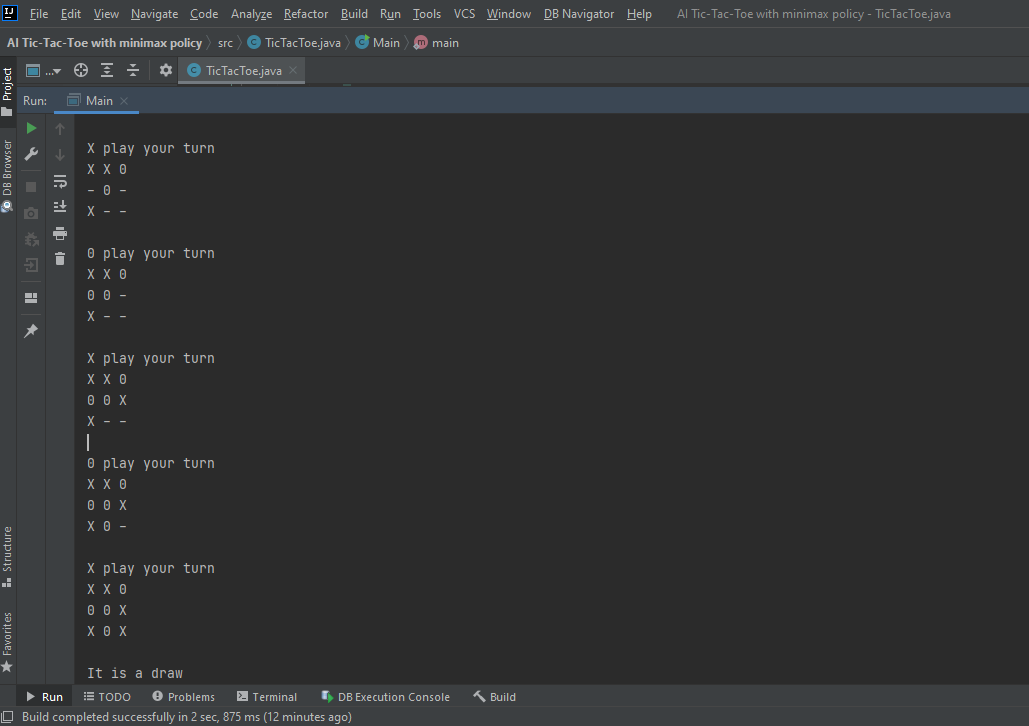 File Edit View Navigate Code Analyze Refactor Build Run Tools VCS Window DB Navigator Help AI Tic-Tac-Toe with minimax policy - TicTacToe.java
AI Tic-Tac-Toe with minimax policy src TicTacToe.java Main main
Project
... TicTacToe.java
Run: Main
DB Browser
X play your turn
X X 0
- 0 -
X - -
0 play your turn
X X 0
0 0 -
X - -
X play your turn
X X 0
0 0 X
X - -
0 play your turn
X X 0
0 0 X
X 0 -
X play your turn
X X 0
0 0 X
X 0 X
It is a draw
Structure
Favorites
Run TODO Problems Terminal DB Execution Console Build
Build completed successfully in 2 sec, 875 ms (12 minutes ago)